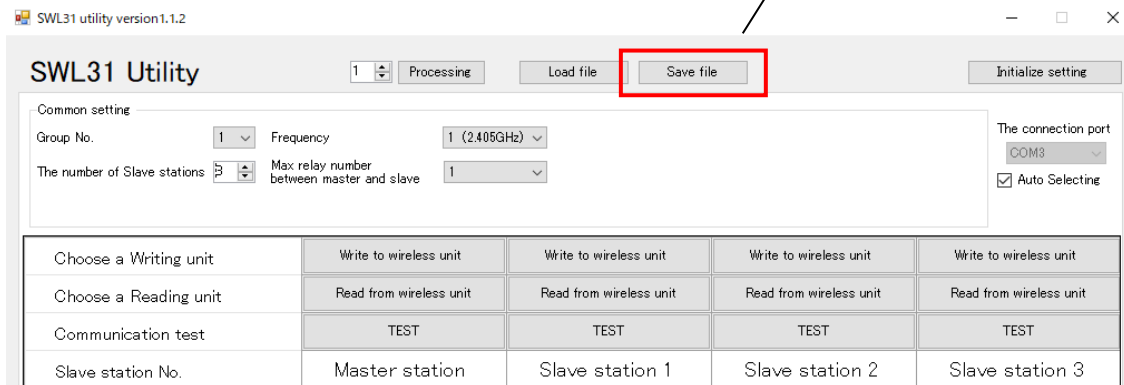 SWL31 utility version1.1.2
SWL31 Utility
1
Processing
Load file
Save file
Initialize setting
Common setting
Group No.
1
Frequency
1 (2.405GHz)
The connection port
COM3
The number of Slave stations
3
Max relay number
between master and slave
1
Auto Selecting
Choose a Writing unit
Write to wireless unit
Write to wireless unit
Write to wireless unit
Write to wireless unit
Choose a Reading unit
Read from wireless unit
Read from wireless unit
Read from wireless unit
Read from wireless unit
Communication test
TEST
TEST
TEST
TEST
Slave station No.
Master station
Slave station 1
Slave station 2
Slave station 3